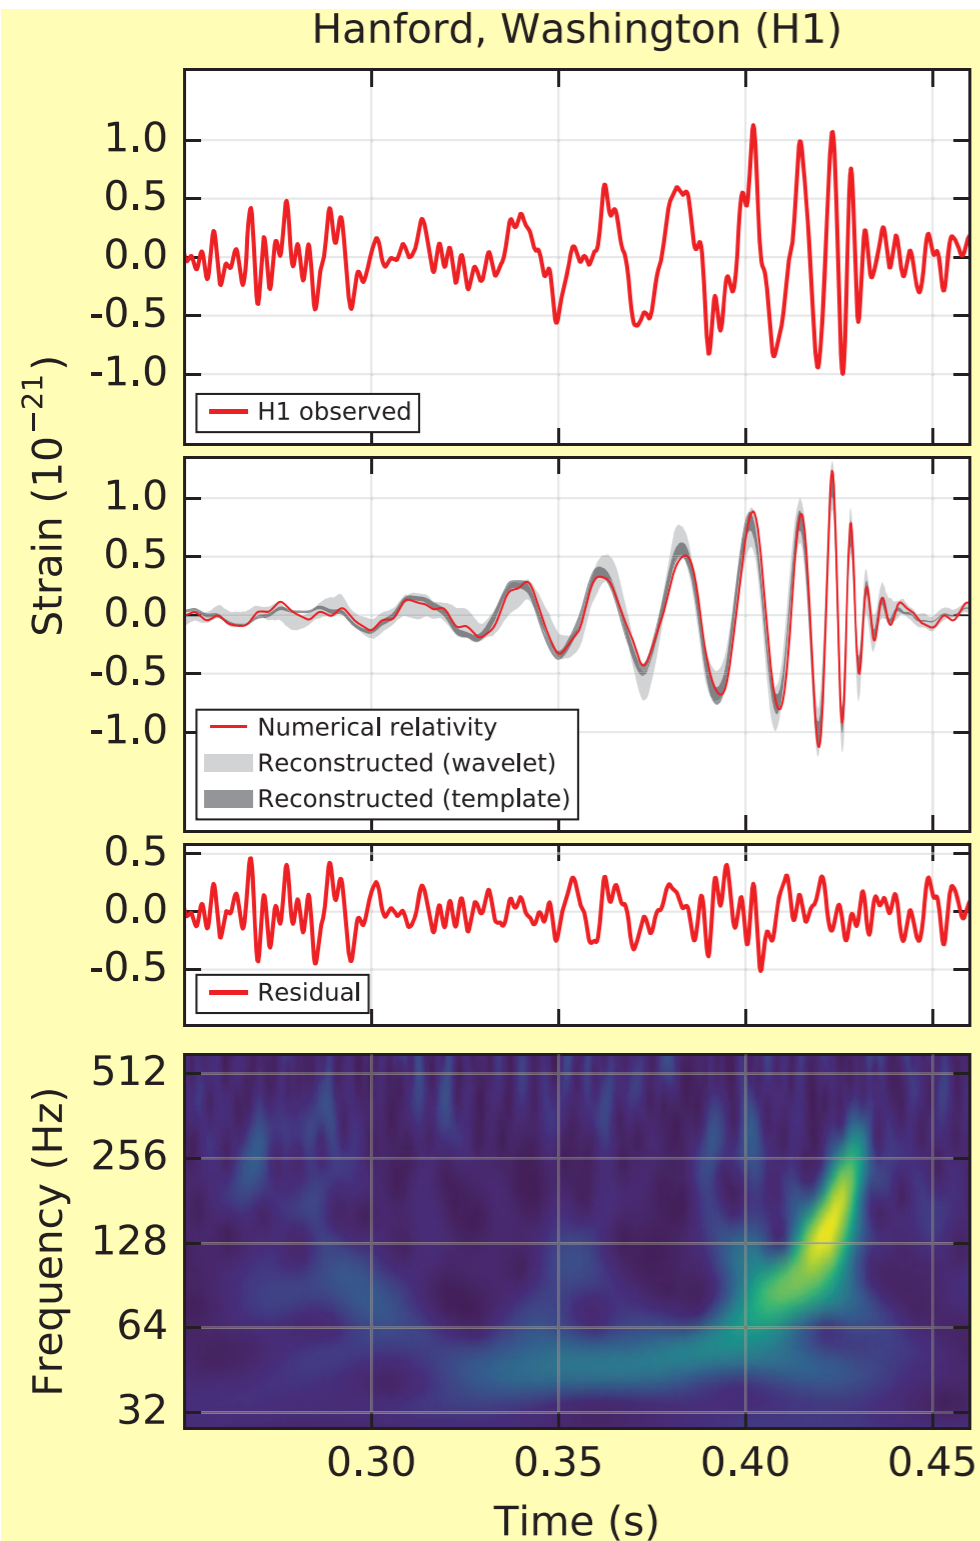 Hanford, Washington (H1)
Strain (10⁻²¹)
1.0
0.5
0.0
-0.5
-1.0
H1 observed
1.0
0.5
0.0
-0.5
-1.0
Numerical relativity
Reconstructed (wavelet)
Reconstructed (template)
0.5
0.0
-0.5
Residual
Frequency (Hz)
512
256
128
64
32
0.30 0.35 0.40 0.45
Time (s)